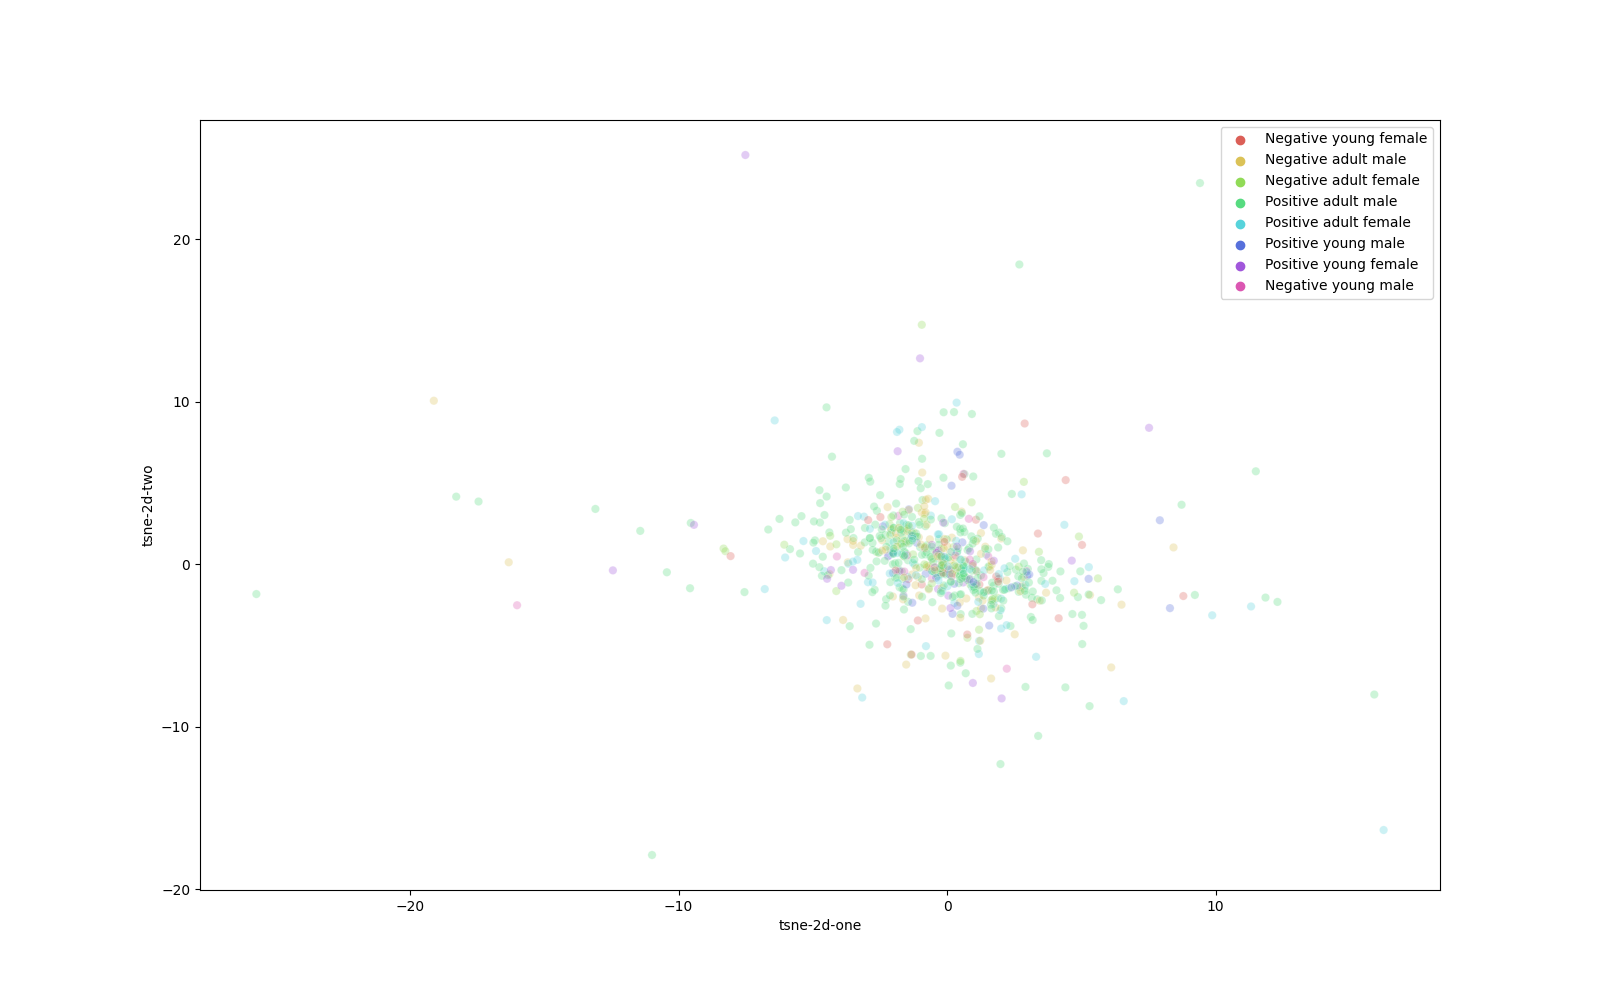 Negative young female
Negative adult male
Negative adult female
Positive adult male
Positive adult female
Positive young male
Positive young female
Negative young male
20
10
0
−10
−20
tsne-2d-two
−20
−10
0
10
tsne-2d-one